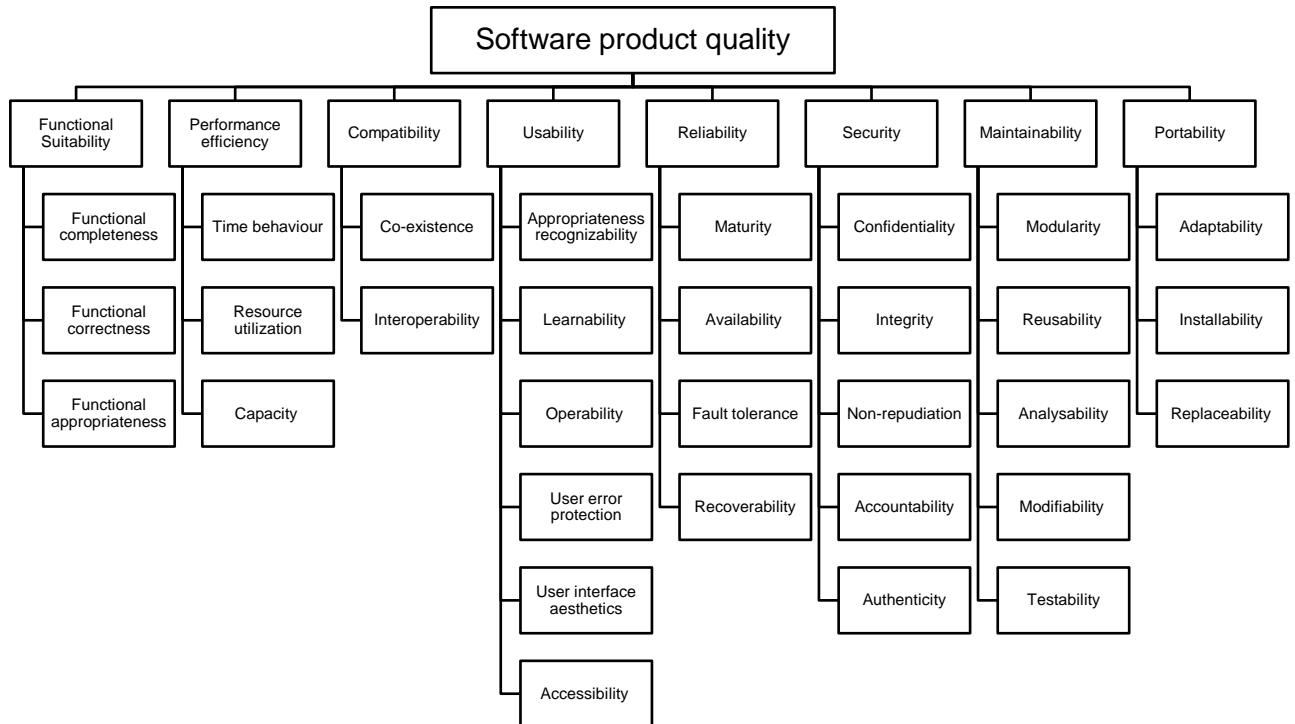 Software product quality
Functional
Suitability
Functional
completeness
Functional
correctness
Functional
appropriateness
Performance
efficiency
Time behaviour
Resource
utilization
Capacity
Compatibility
Co-existence
Interoperability
Usability
Appropriateness
recognizability
Learnability
Operability
User error
protection
User interface
aesthetics
Accessibility
Reliability
Maturity
Availability
Fault tolerance
Recoverability
Security
Confidentiality
Integrity
Non-repudiation
Accountability
Authenticity
Maintainability
Modularity
Reusability
Analysability
Modifiability
Testability
Portability
Adaptability
Installability
Replaceability